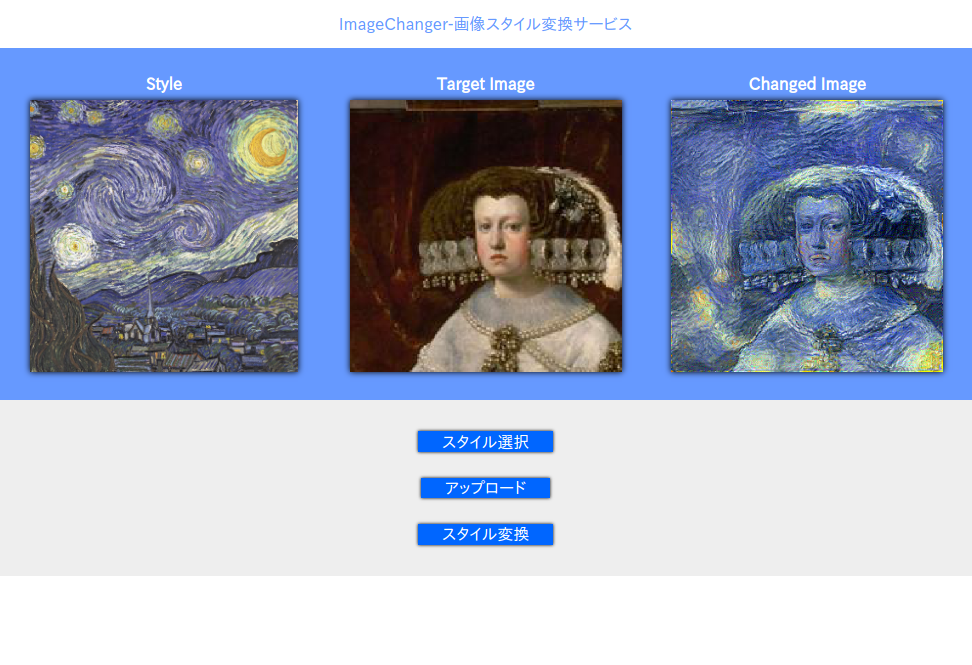 ImageChanger-画像スタイル変換サービス
Style
Target Image
Changed Image
スタイル選択
アップロード
スタイル変換